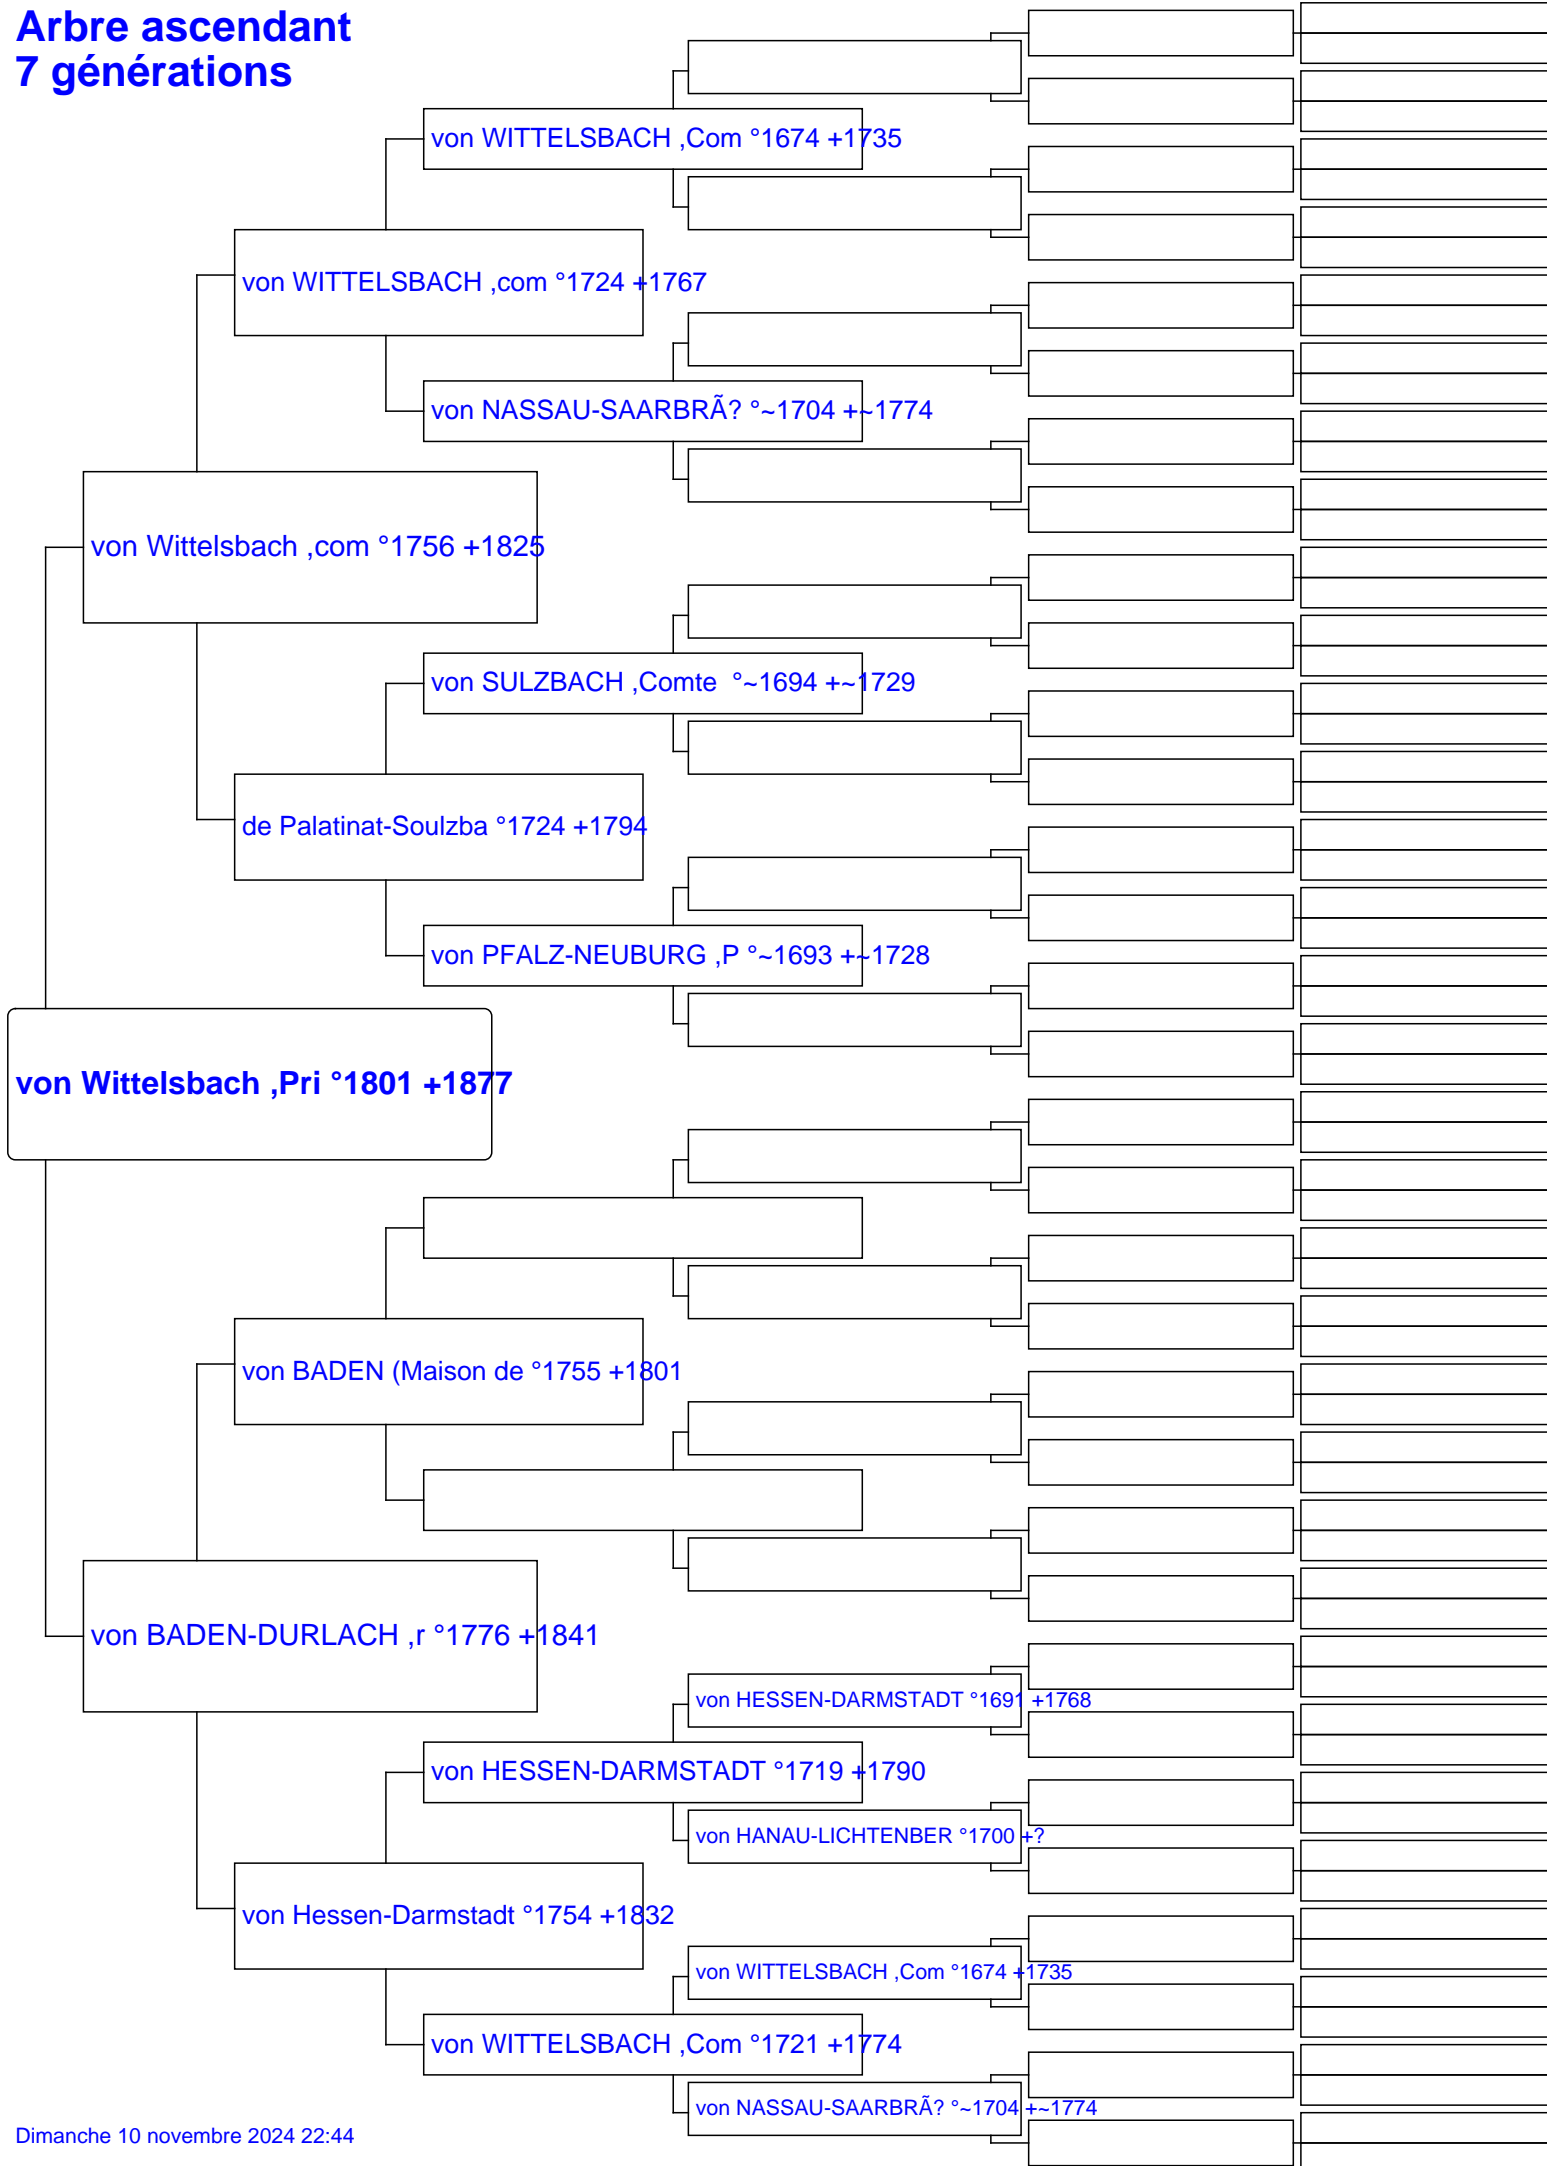 Arbre ascendant
7 générations
von WITTELSBACH ,Com °1674 +1735
von WITTELSBACH ,com °1724 +1767
von NASSAU-SAARBRÃ? °~1704 +~1774
von Wittelsbach ,com °1756 +1825
von SULZBACH ,Comte  °~1694 +~1729
de Palatinat-Soulzba °1724 +1794
von PFALZ-NEUBURG ,P °~1693 +~1728
von Wittelsbach ,Pri °1801 +1877
von BADEN (Maison de °1755 +1801
von BADEN-DURLACH ,r °1776 +1841
von HESSEN-DARMSTADT °1691 +1768
von HESSEN-DARMSTADT °1719 +1790
von HANAU-LICHTENBER °1700 +?
von Hessen-Darmstadt °1754 +1832
von WITTELSBACH ,Com °1674 +1735
von WITTELSBACH ,Com °1721 +1774
von NASSAU-SAARBRÃ? °~1704 +~1774
Dimanche 10 novembre 2024 22:44